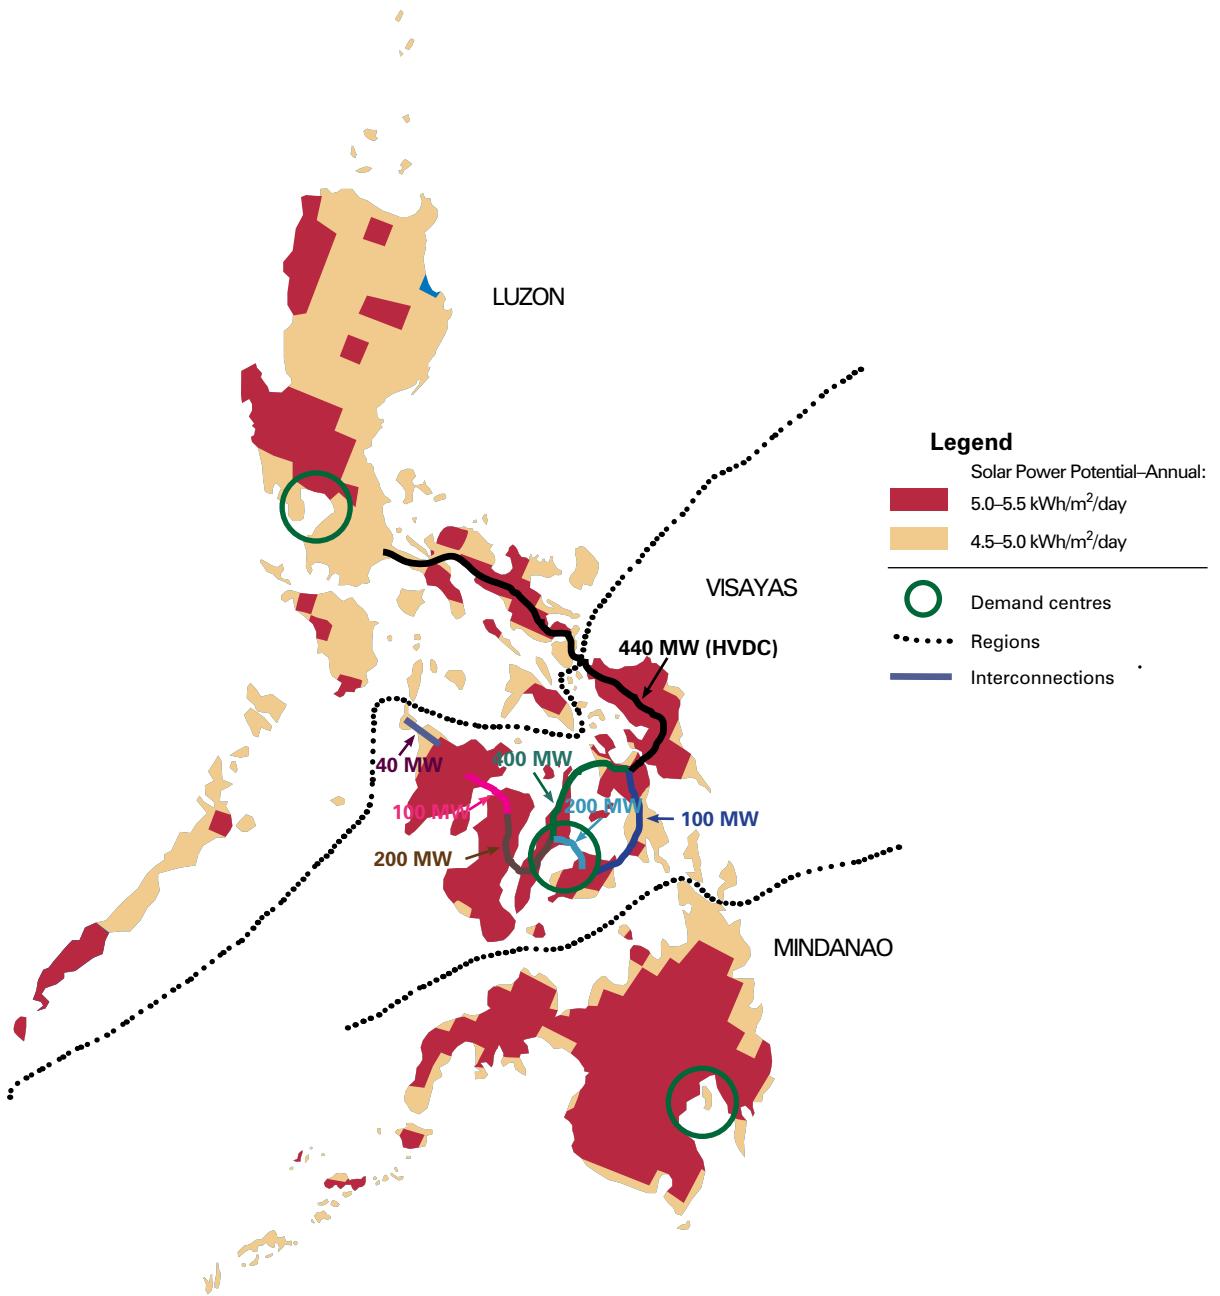 LUZON
Legend
Solar Power Potential–Annual:
5.0–5.5 kWh/m²/day
4.5–5.0 kWh/m²/day
VISAYAS
Demand centres
Regions
440 MW (HVDC)
Interconnections
40 MW
400 MW
100 MW
200 MW
100 MW
200 MW
MINDANAO